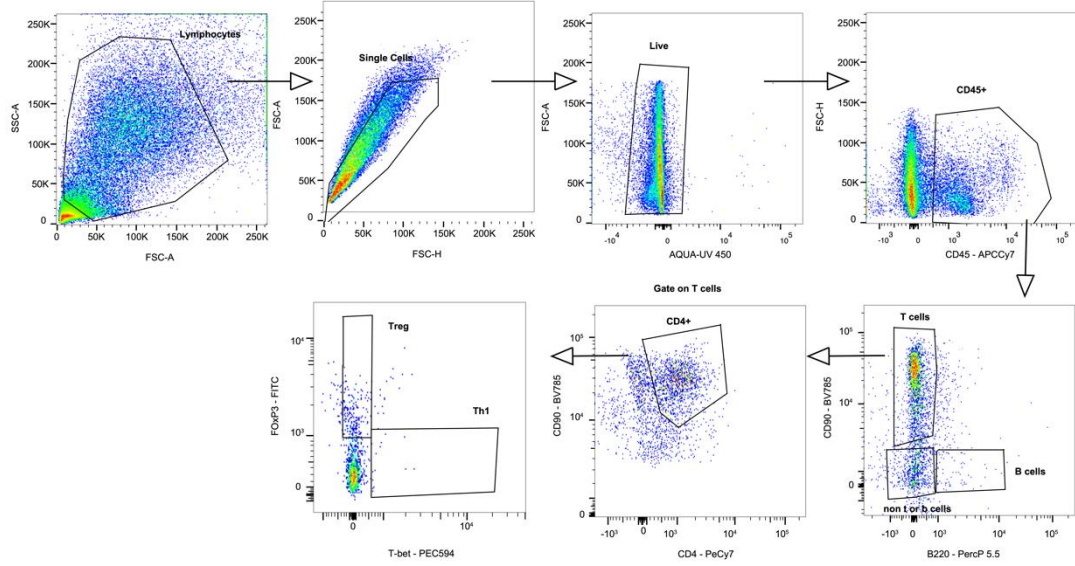 Lymphocytes
250K
200K
150K
100K
50K
0
SSC-A
0 50K 100K 150K 200K 250K
FSC-A
Single Cells
250K
200K
150K
100K
50K
0
FSC-A
0 50K 100K 150K 200K 250K
FSC-H
Live
250K
200K
150K
100K
50K
0
FSC-A
-10^4 0 10^4 10^5
AQUA-UV 450
CD45+
250K
200K
150K
100K
50K
0
FSC-H
-10^3 0 10^3 10^4 10^5
CD45 - APCCy7
Treg
Th1
10^4
10^3
0
FOxP3 - FITC
0 10^4
T-bet - PEC594
Gate on T cells
CD4+
10^5
10^4
0
CD90 - BV785
-10^3 0 10^3 10^4 10^5
CD4 - PeCy7
T cells
B cells
non t or b cells
10^5
10^4
0
CD90 - BV785
-10^3 0 10^3 10^4 10^5
B220 - PercP 5.5